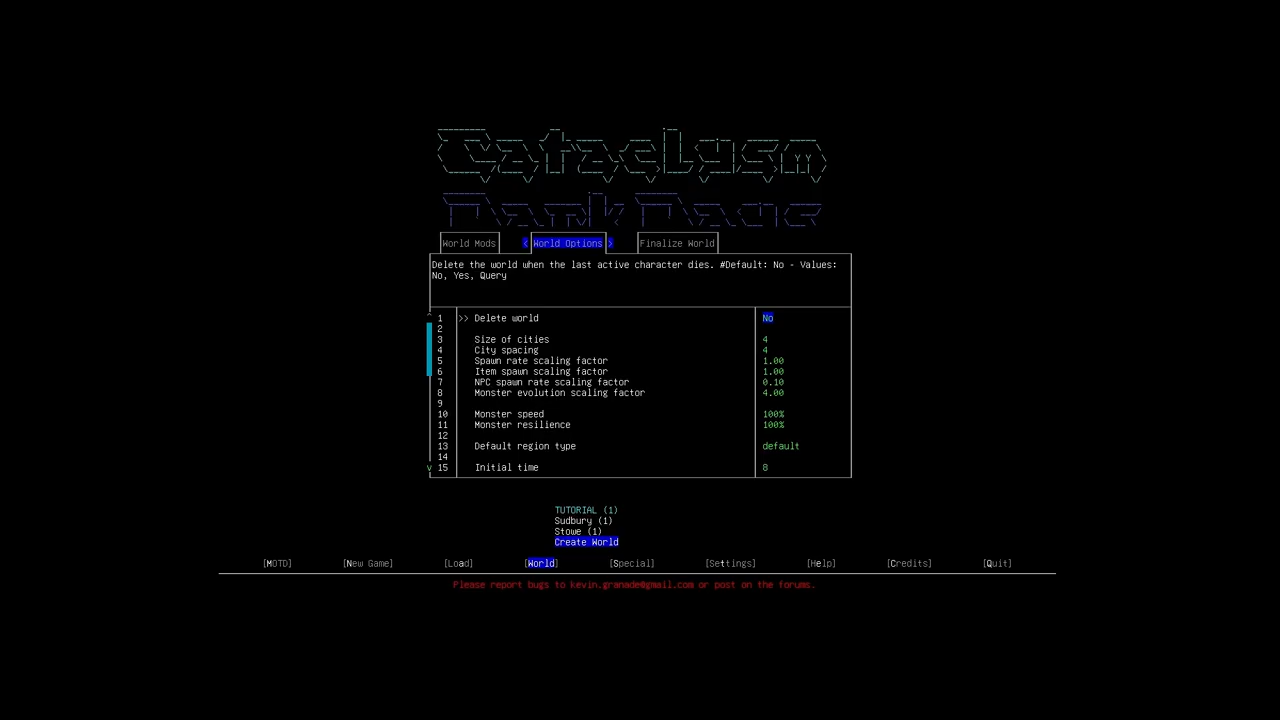 Cataclysm
Dark Days
World Mods < World Options > Finalize World
Delete the world when the last active character dies. #Default: No - Values:
No, Yes, Query
1 >> Delete world No
2
3 Size of cities 4
4 City spacing 4
5 Spawn rate scaling factor 1.00
6 Item spawn scaling factor 1.00
7 NPC spawn rate scaling factor 0.10
8 Monster evolution scaling factor 4.00
9
10 Monster speed 100%
11 Monster resilience 100%
12
13 Default region type default
14
v 15 Initial time 8
TUTORIAL (1)
Sudbury (1)
Stowe (1)
Create World
[MOTD] [New Game] [Load] [World] [Special] [Settings] [Help] [Credits] [Quit]
Please report bugs to kevin.granade@gmail.com or post on the forums.